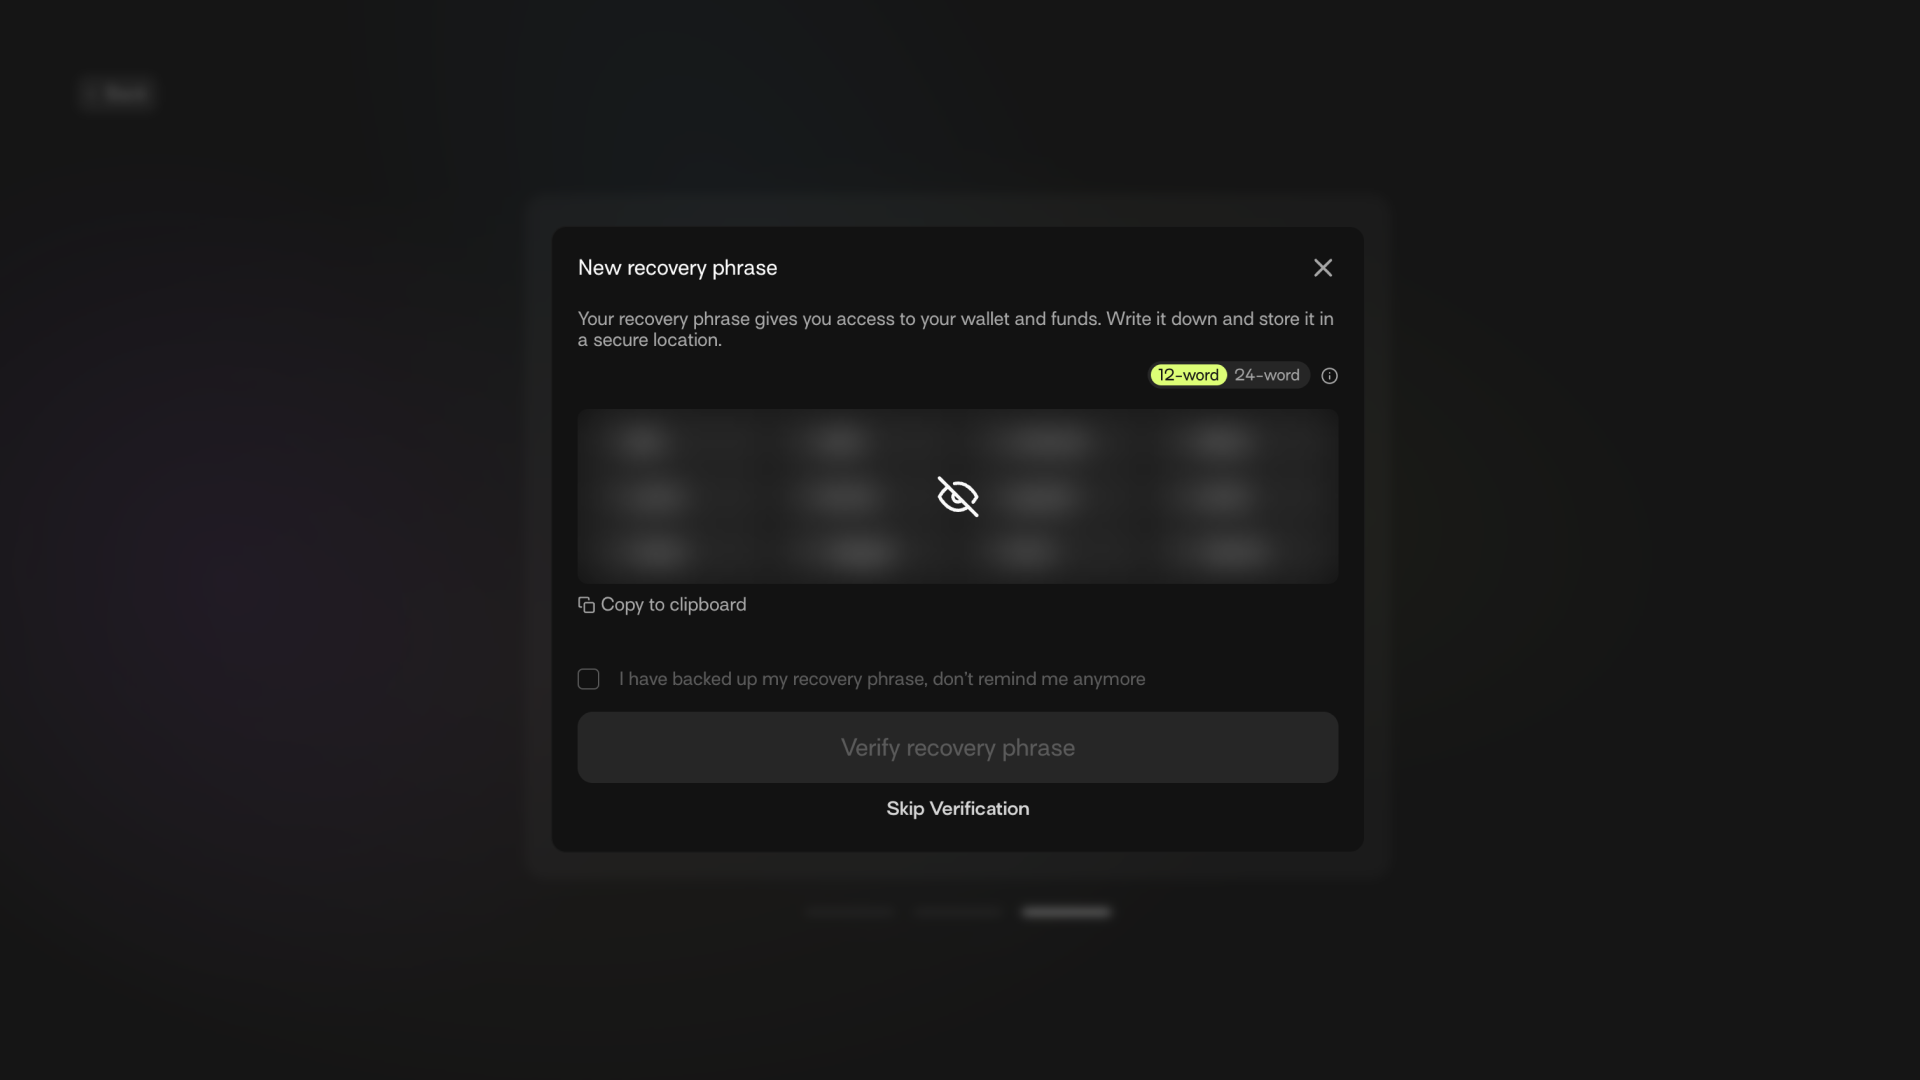 New recovery phrase
Your recovery phrase gives you access to your wallet and funds. Write it down and store it in
a secure location.
12-word 24-word
Copy to clipboard
I have backed up my recovery phrase, don't remind me anymore
Verify recovery phrase
Skip Verification